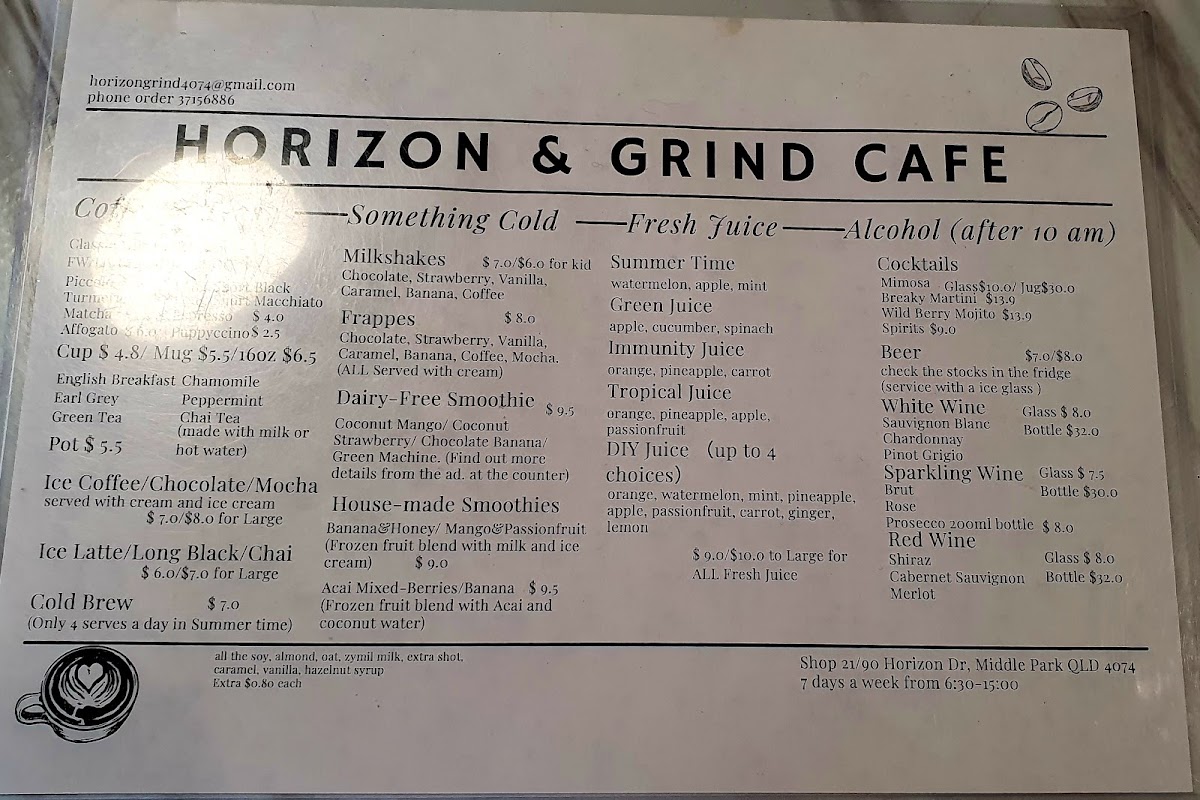 horizongrind4074@gmail.com
phone order 37156886
HORIZON & GRIND CAFE
Something Cold
Fresh Juice
Alcohol (after 10 am)
Black
Macchiato
Matcha
$ 4.0
Affogato $ 6.0 Puppyccino $ 2.5
Cup $ 4.8/ Mug $5.5/16oz $6.5
English Breakfast Chamomile
Earl Grey Peppermint
Green Tea Chai Tea
(made with milk or
Pot $ 5.5 hot water)
Ice Coffee/Chocolate/Mocha
served with cream and ice cream
$ 7.0/$8.0 for Large
Ice Latte/Long Black/Chai
$ 6.0/$7.0 for Large
Cold Brew $ 7.0
(Only 4 serves a day in Summer time)
Milkshakes $ 7.0/$6.0 for kid
Chocolate, Strawberry, Vanilla,
Caramel, Banana, Coffee
Frappes $ 8.0
Chocolate, Strawberry, Vanilla,
Caramel, Banana, Coffee, Mocha.
(ALL Served with cream)
Dairy-Free Smoothie $ 9.5
Coconut Mango/ Coconut
Strawberry/ Chocolate Banana/
Green Machine. (Find out more
details from the ad. at the counter)
House-made Smoothies
Banana&Honey/ Mango&Passionfruit
(Frozen fruit blend with milk and ice
cream) $ 9.0
Acai Mixed-Berries/Banana $ 9.5
(Frozen fruit blend with Acai and
coconut water)
Summer Time
watermelon, apple, mint
Green Juice
apple, cucumber, spinach
Immunity Juice
orange, pineapple, carrot
Tropical Juice
orange, pineapple, apple,
passionfruit
DIY Juice (up to 4
choices)
orange, watermelon, mint, pineapple,
apple, passionfruit, carrot, ginger,
lemon
$ 9.0/$10.0 to Large for
ALL Fresh Juice
Cocktails
Mimosa Glass$10.0/ Jug$30.0
Breaky Martini $13.9
Wild Berry Mojito $13.9
Spirits $9.0
Beer $7.0/$8.0
check the stocks in the fridge
(service with a ice glass )
White Wine Glass $ 8.0
Sauvignon Blanc Bottle $32.0
Chardonnay
Pinot Grigio
Sparkling Wine Glass $ 7.5
Brut Bottle $30.0
Rose
Prosecco 200ml bottle $ 8.0
Red Wine
Shiraz Glass $ 8.0
Cabernet Sauvignon Bottle $32.0
Merlot
all the soy, almond, oat, zymil milk, extra shot,
caramel, vanilla, hazelnut syrup
Extra $0.80 each
Shop 21/90 Horizon Dr, Middle Park QLD 4074
7 days a week from 6:30-15:00